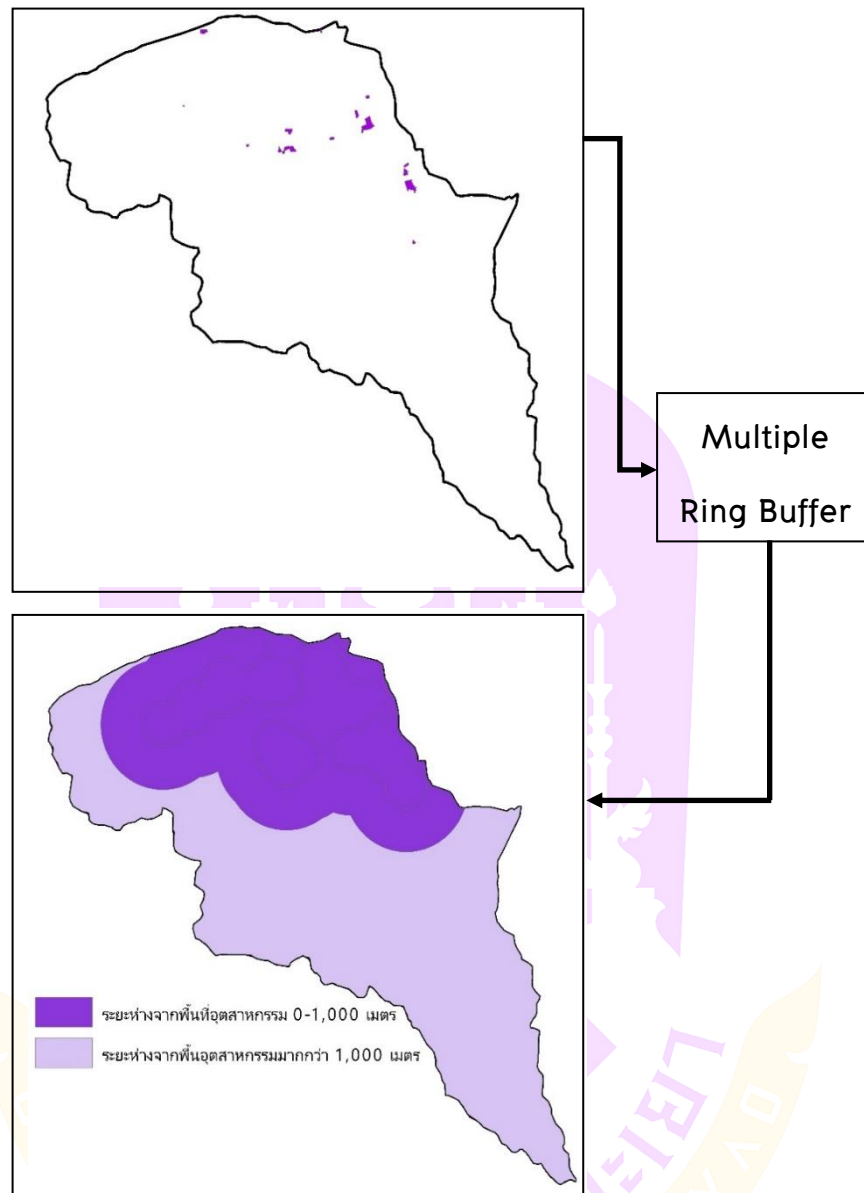 Multiple
Ring Buffer
ระยะห่างจากพื้นที่อุตสาหกรรม 0-1,000 เมตร
ระยะห่างจากพื้นอุตสาหกรรมมากกว่า 1,000 เมตร